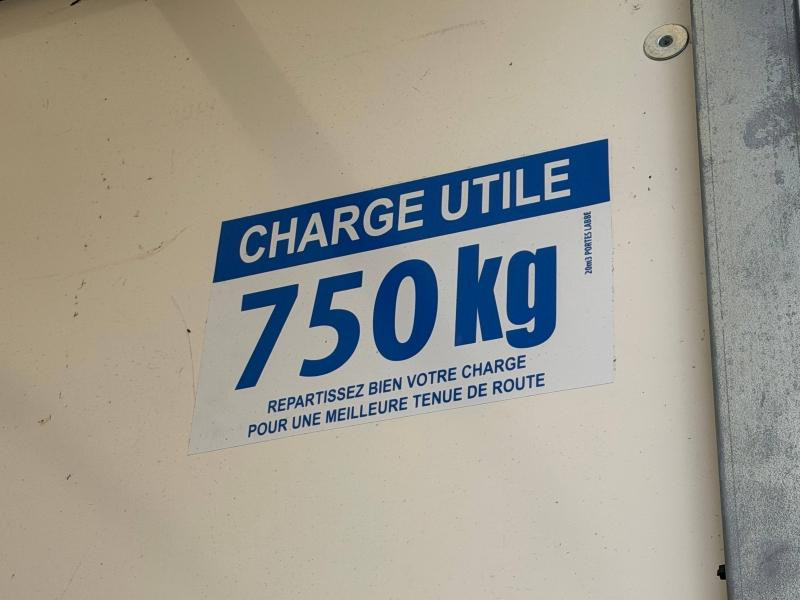 CHARGE UTILE
750 kg
20m3 PORTES LABBE
REPARTISSEZ BIEN VOTRE CHARGE
POUR UNE MEILLEURE TENUE DE ROUTE